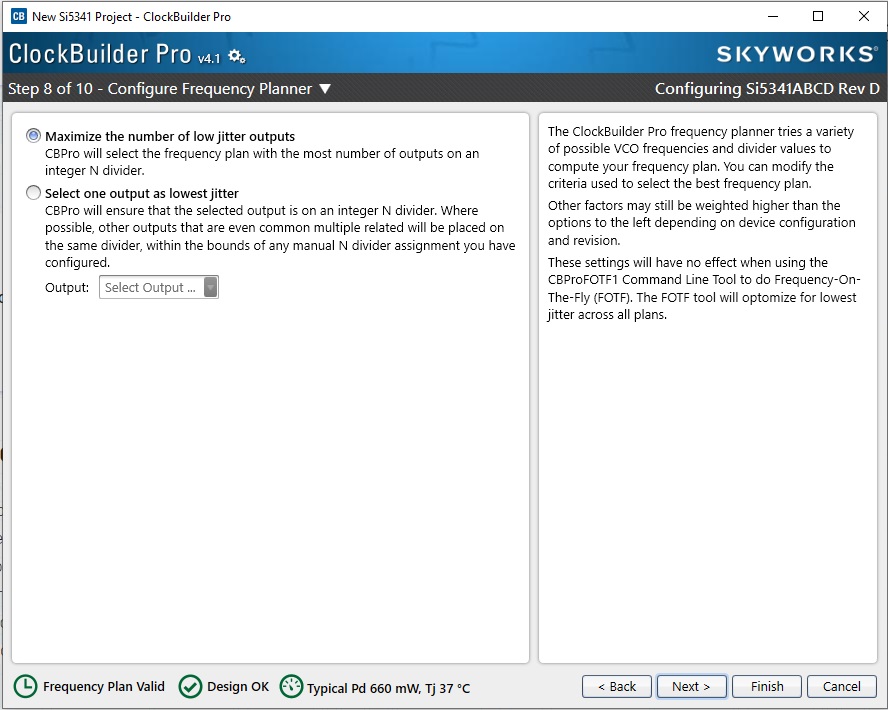 CB New Si5341 Project - ClockBuilder Pro
ClockBuilder Pro v4.1
SKYWORKS®
Step 8 of 10 - Configure Frequency Planner ▼
Configuring Si5341ABCD Rev D
Maximize the number of low jitter outputs
CBPro will select the frequency plan with the most number of outputs on an
integer N divider.
Select one output as lowest jitter
CBPro will ensure that the selected output is on an integer N divider. Where
possible, other outputs that are even common multiple related will be placed on
the same divider, within the bounds of any manual N divider assignment you have
configured.
Output: Select Output ...
The ClockBuilder Pro frequency planner tries a variety
of possible VCO frequencies and divider values to
compute your frequency plan. You can modify the
criteria used to select the best frequency plan.
Other factors may still be weighted higher than the
options to the left depending on device configuration
and revision.
These settings will have no effect when using the
CBProFOTF1 Command Line Tool to do Frequency-On-
The-Fly (FOTF). The FOTF tool will optomize for lowest
jitter across all plans.
Frequency Plan Valid
Design OK
Typical Pd 660 mW, Tj 37 °C
< Back
Next >
Finish
Cancel